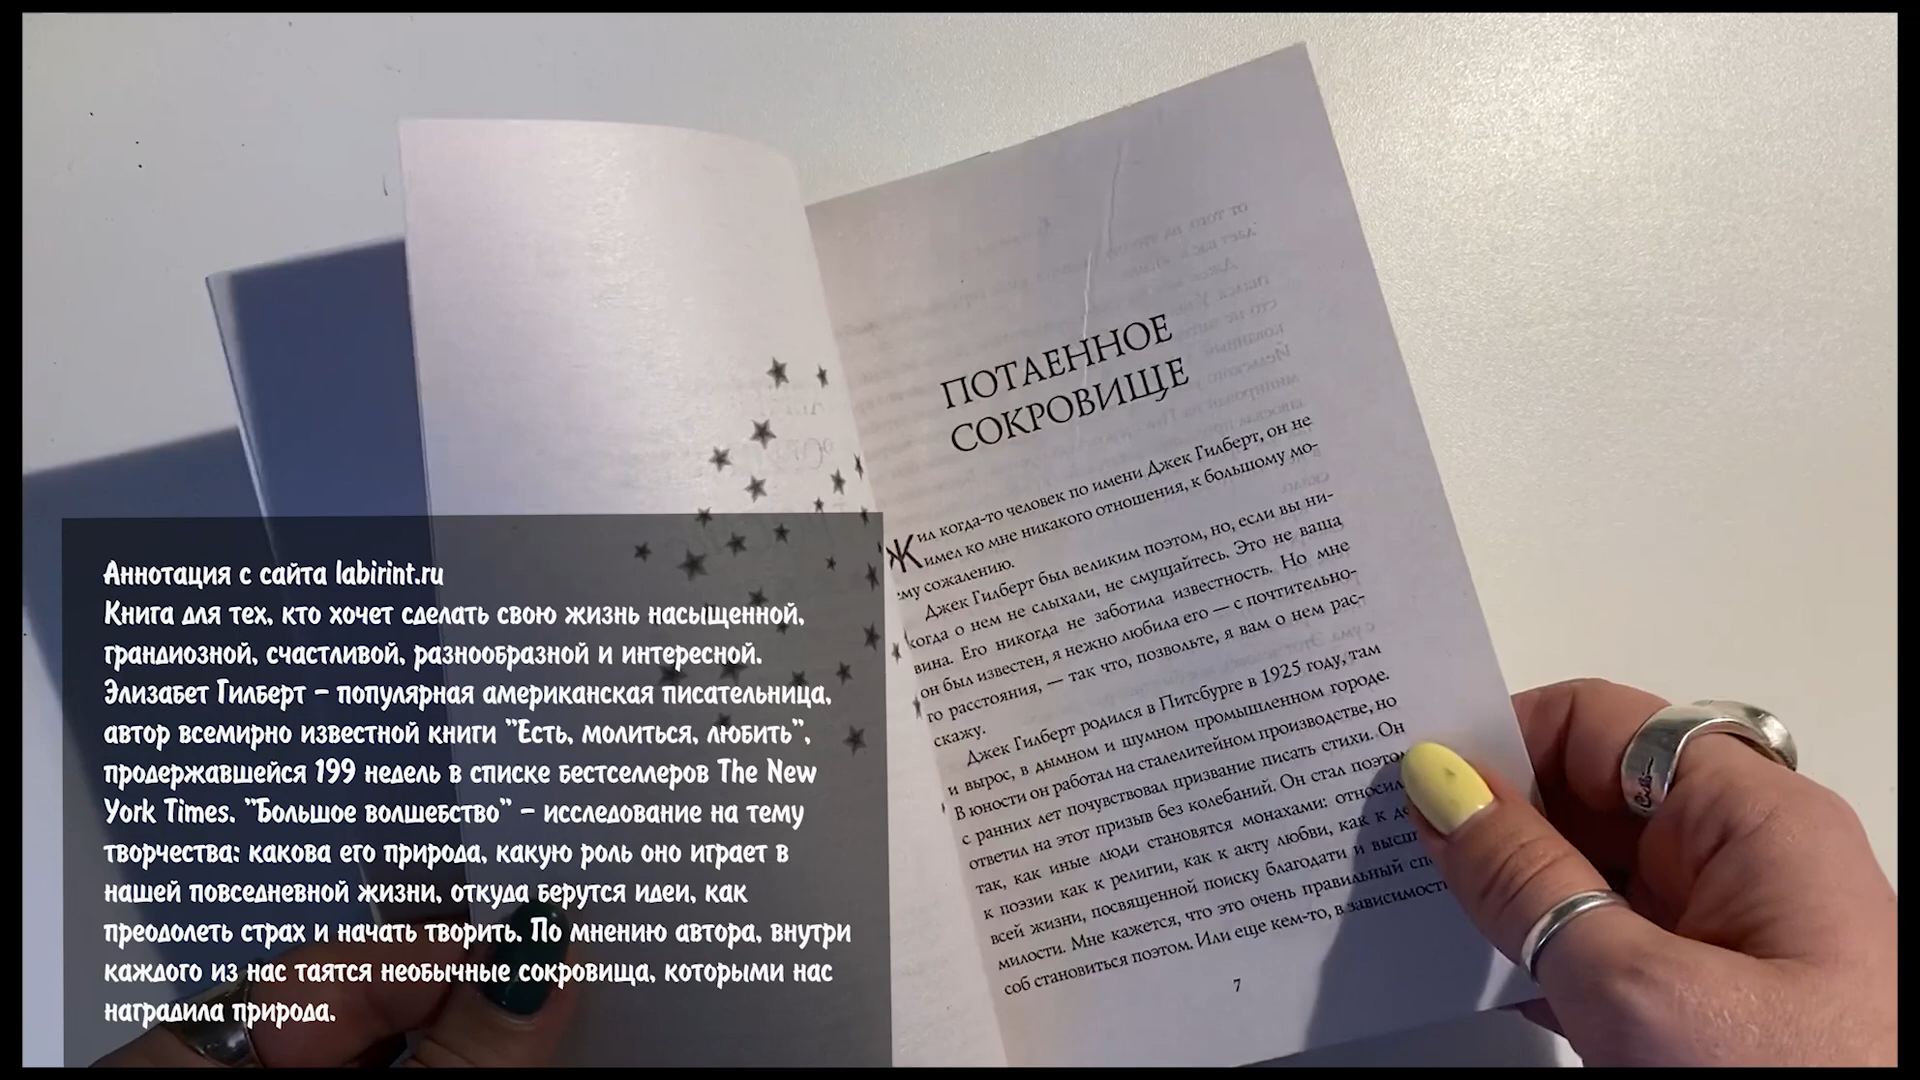 Аннотация с сайта labirint.ru
Книга для тех, кто хочет сделать свою жизнь насыщенной,
грандиозной, счастливой, разнообразной и интересной.
Элизабет Гилберт – популярная американская писательница,
автор всемирно известной книги "Есть, молиться, любить",
продержавшейся 199 недель в списке бестселлеров The New
York Times. "Большое волшебство" – исследование на тему
творчества: какова его природа, какую роль оно играет в
нашей повседневной жизни, откуда берутся идеи, как
преодолеть страх и начать творить. По мнению автора, внутри
каждого из нас таятся необычные сокровища, которыми нас
наградила природа.
ПОТАЕННОЕ
СОКРОВИЩЕ
Жил когда-то человек по имени Джек Гилберт, он не
имел ко мне никакого отношения, к большому мо-
ему сожалению.
Джек Гилберт был великим поэтом, но, если вы ни-
когда о нем не слыхали, не смущайтесь. Это не ваша
вина. Его никогда не заботила известность. Но мне
он был известен, я нежно любила его — с почтительно-
го расстояния, — так что, позвольте, я вам о нем рас-
скажу.
Джек Гилберт родился в Питсбурге в 1925 году, там
и вырос, в дымном и шумном промышленном городе.
В юности он работал на сталелитейном производстве, но
с ранних лет почувствовал призвание писать стихи. Он
ответил на этот призыв без колебаний. Он стал поэтом
так, как иные люди становятся монахами: относил
к поэзии как к религии, как к акту любви, как к
всей жизни, посвященной поиску благодати и
милости. Мне кажется, что это очень правильный спо
соб становиться поэтом. Или еще кем-то, в зависимост
7